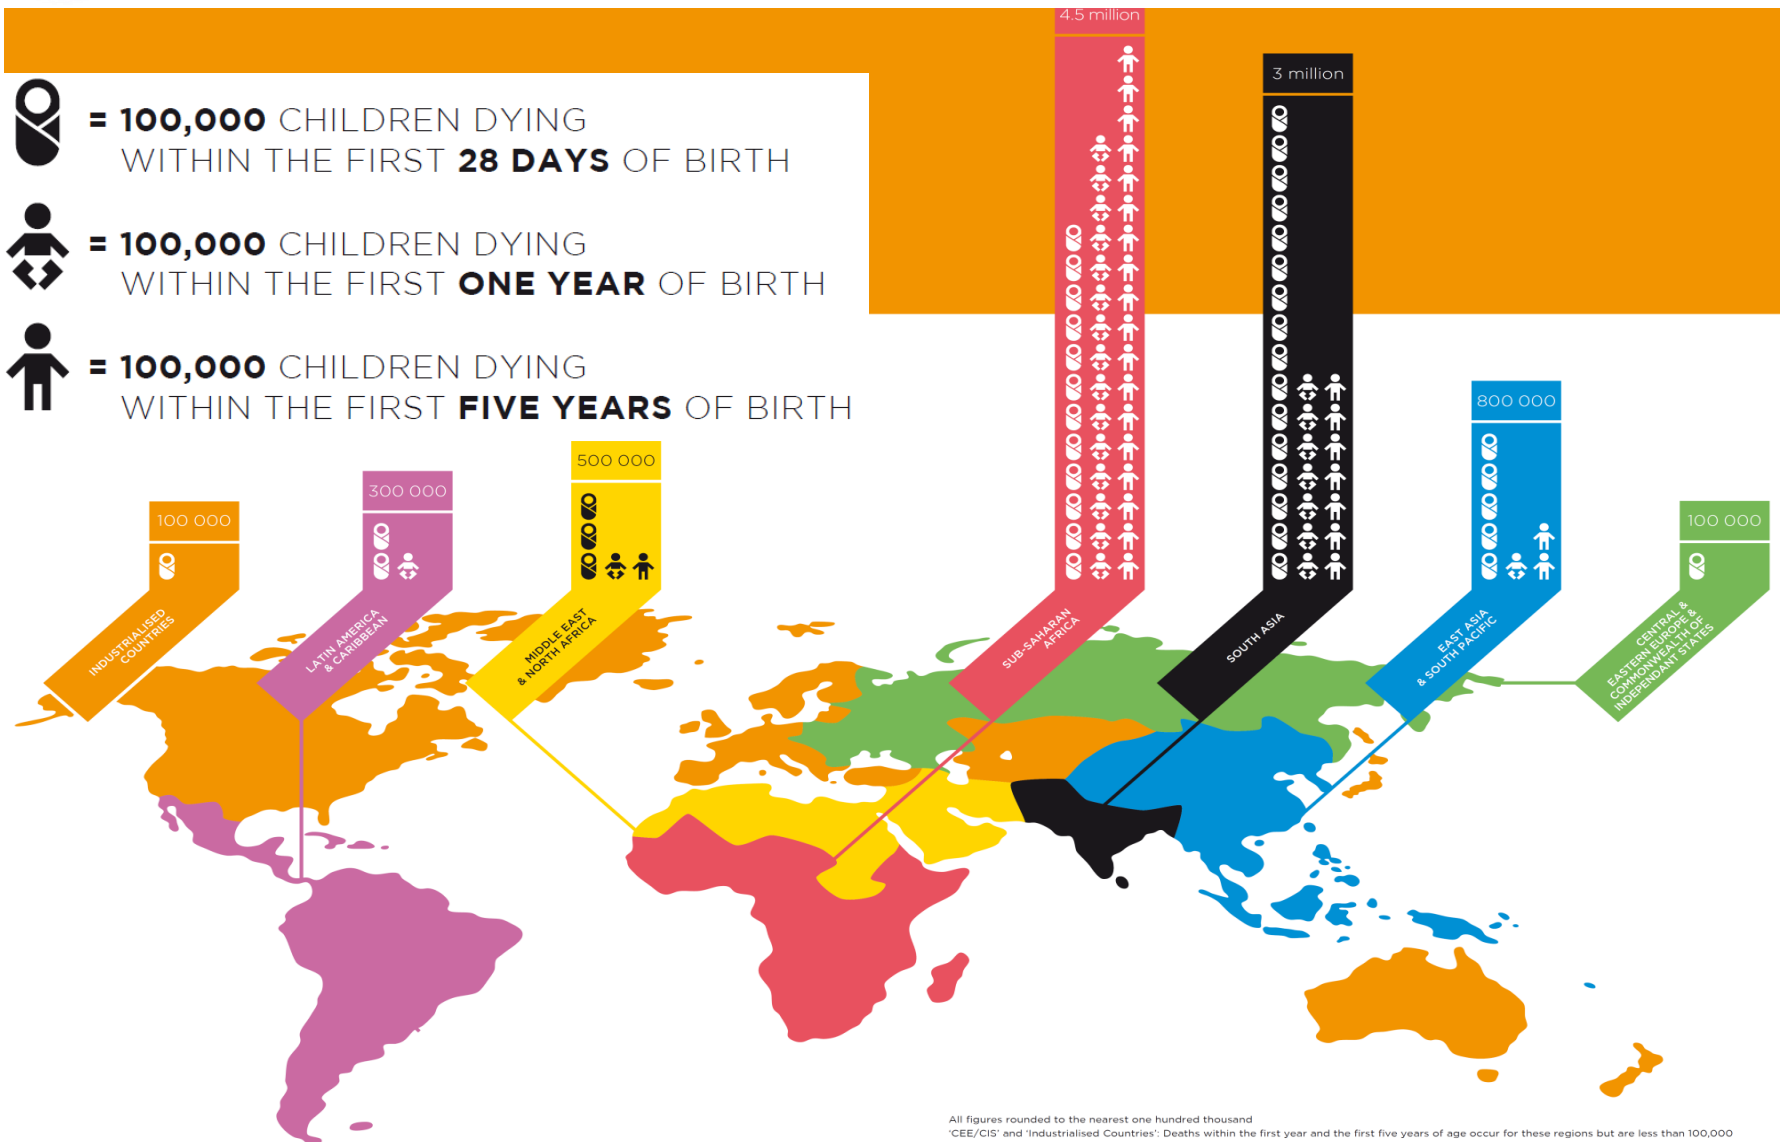 4.5 million
3 million
= 100,000 CHILDREN DYING
WITHIN THE FIRST 28 DAYS OF BIRTH
= 100,000 CHILDREN DYING
WITHIN THE FIRST ONE YEAR OF BIRTH
= 100,000 CHILDREN DYING
WITHIN THE FIRST FIVE YEARS OF BIRTH
100 000
300 000
500 000
800 000
100 000
INDUSTRIALISED
COUNTRIES
LATIN AMERICA
& CARIBBEAN
MIDDLE EAST
& NORTH AFRICA
SUB-SAHARAN
AFRICA
SOUTH ASIA
EAST ASIA
& SOUTH PACIFIC
CENTRAL &
EASTERN EUROPE &
COMMONWEALTH OF
INDEPENDANT STATES
All figures rounded to the nearest one hundred thousand
'CEE/CIS' and 'Industrialised Countries': Deaths within the first year and the first five years of age occur for these regions but are less than 100,000